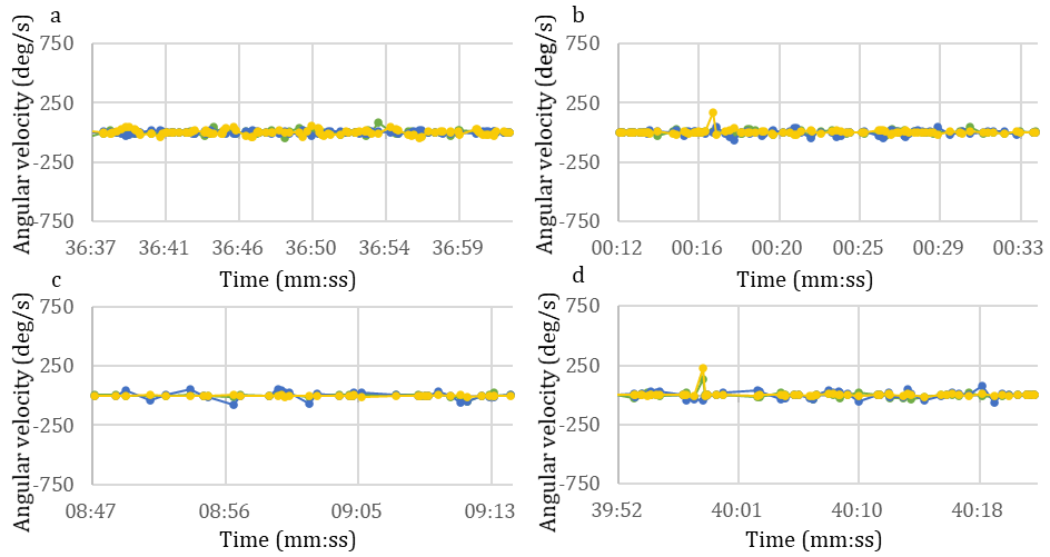 a
Angular velocity (deg/s)
750
250
-250
-750
36:37 36:41 36:46 36:50 36:54 36:59
Time (mm:ss)
b
Angular velocity (deg/s)
750
250
-250
-750
00:12 00:16 00:20 00:25 00:29 00:33
Time (mm:ss)
c
Angular velocity (deg/s)
750
250
-250
-750
08:47 08:56 09:05 09:13
Time (mm:ss)
d
Angular velocity (deg/s)
750
250
-250
-750
39:52 40:01 40:10 40:18
Time (mm:ss)